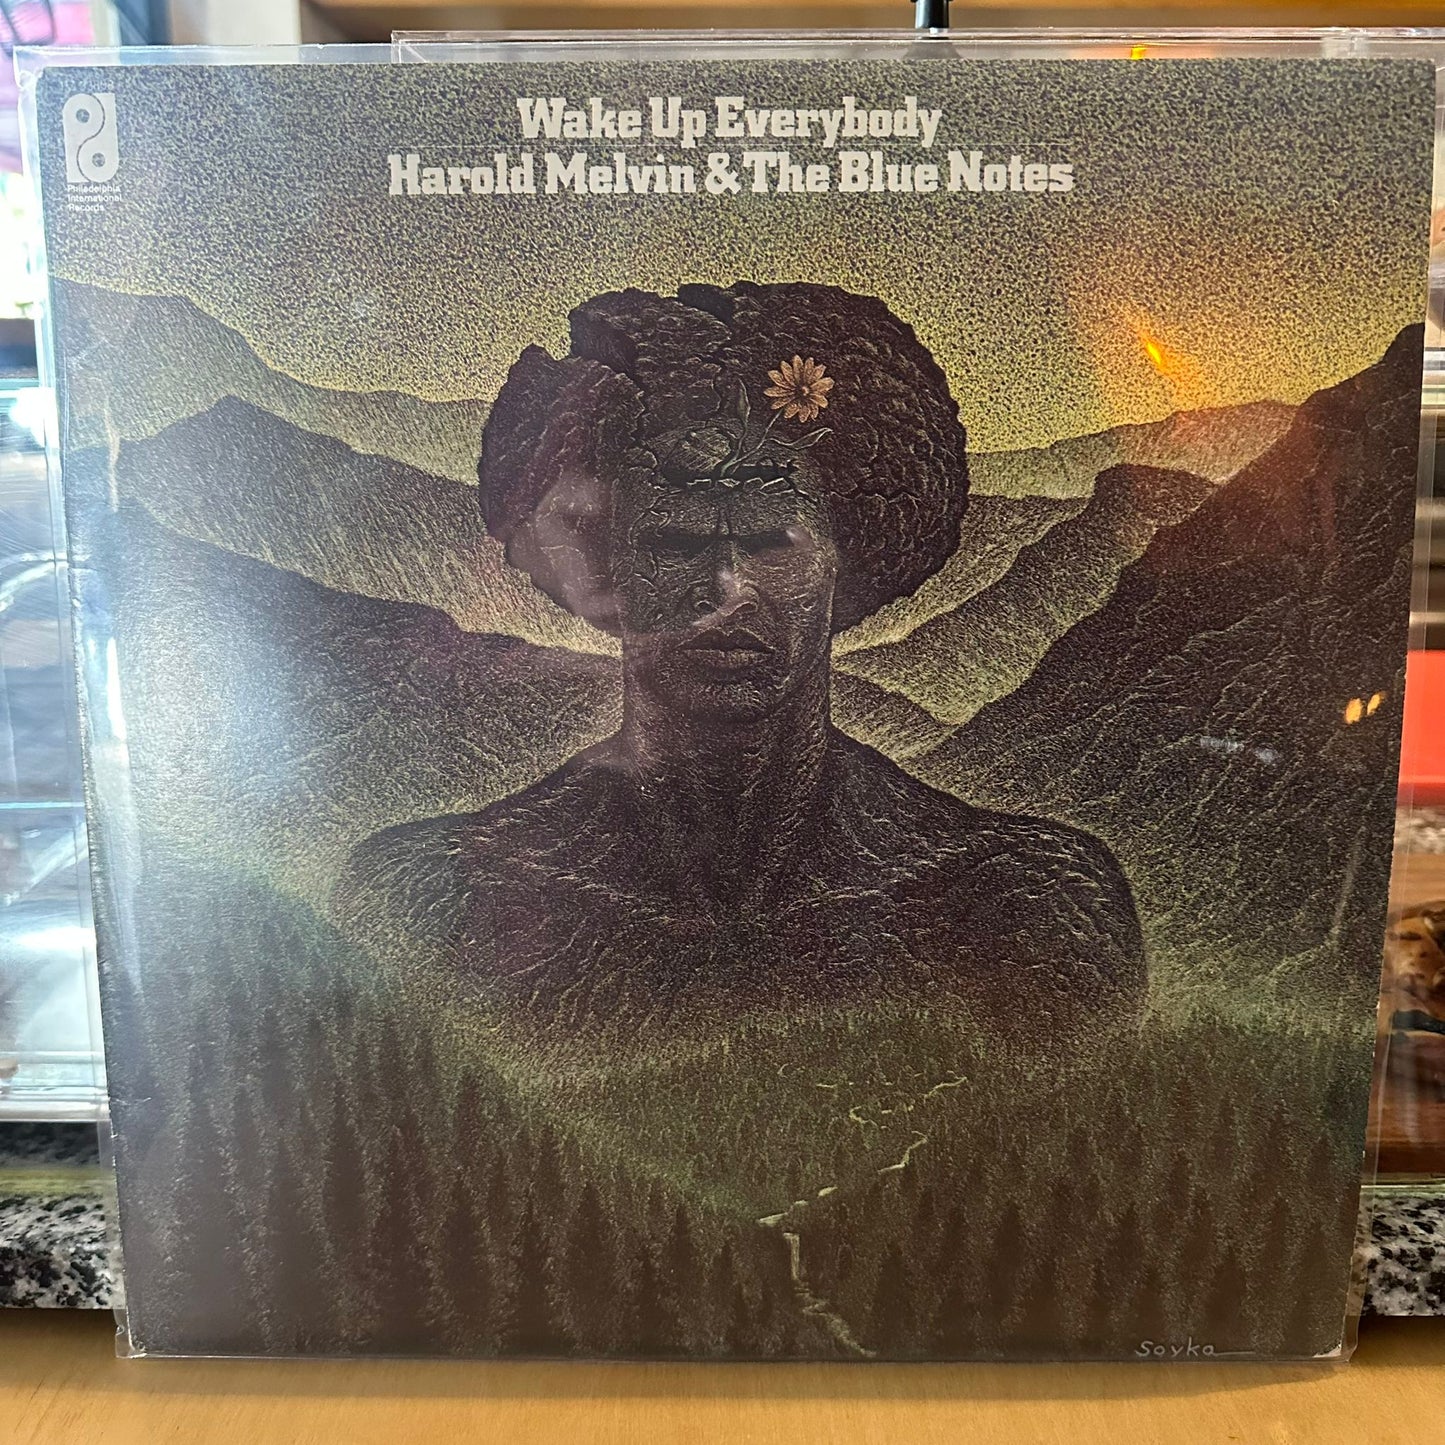 Wake Up Everybody
Harold Melvin & The Blue Notes
Philadelphia
International
Records
Soyka